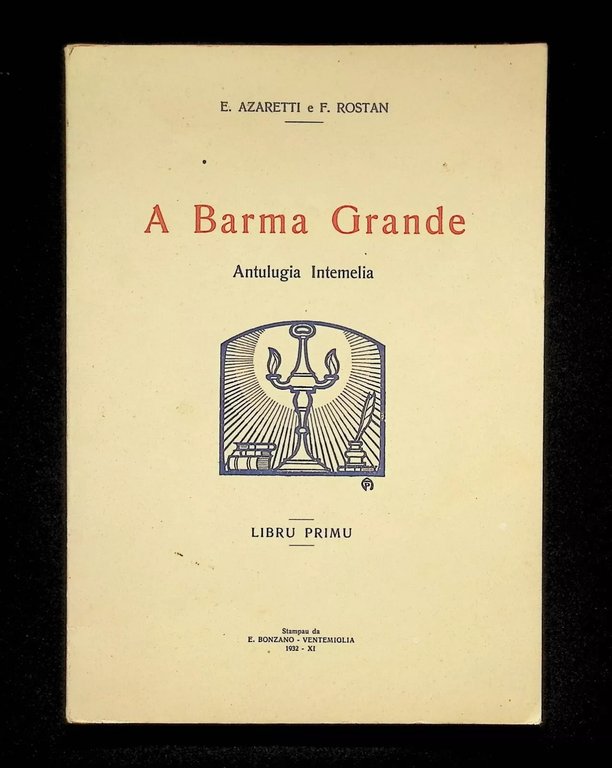 E. AZARETTI e F. ROSTAN
A Barma Grande
Antulugia Intemelia
LIBRU PRIMU
Stampau da
E. BONZANO - VENTEMIGLIA
1932 - XI